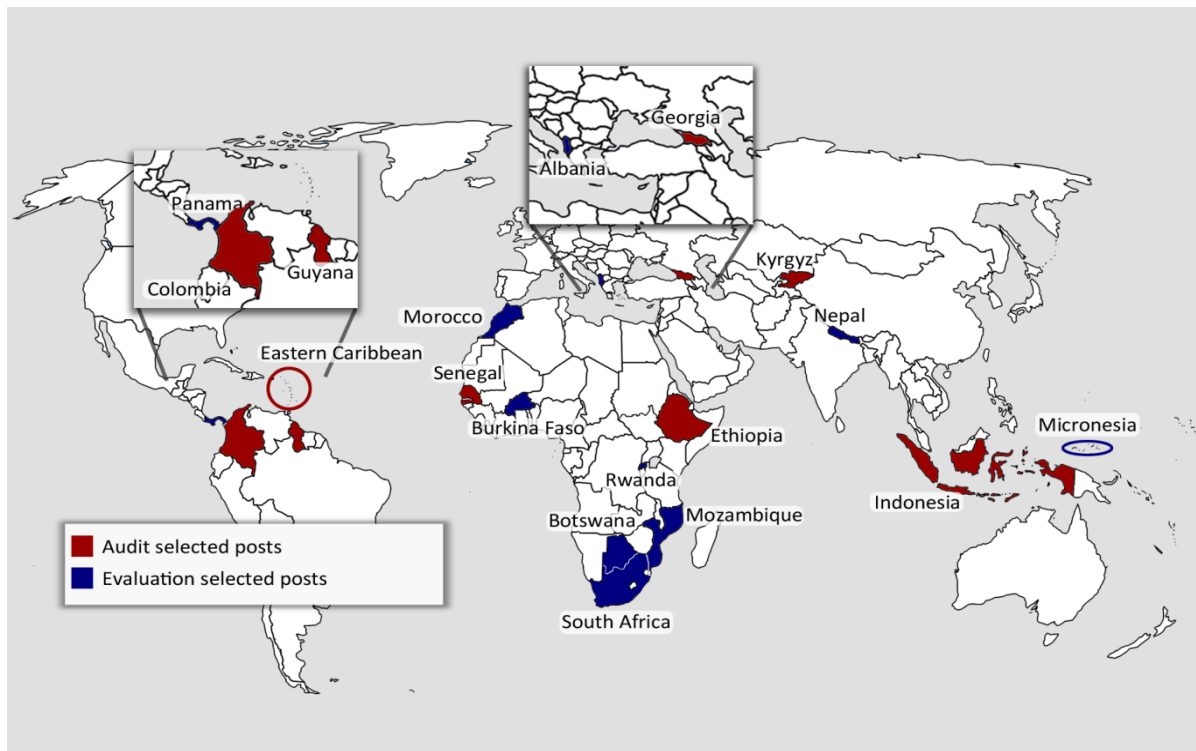 Georgia
Albania
Panama
Guyana
Colombia
Kyrgyz
Nepal
Morocco
Eastern Caribbean
Senegal
Burkina Faso
Ethiopia
Micronesia
Rwanda
Indonesia
Botswana
Mozambique
South Africa
Audit selected posts
Evaluation selected posts